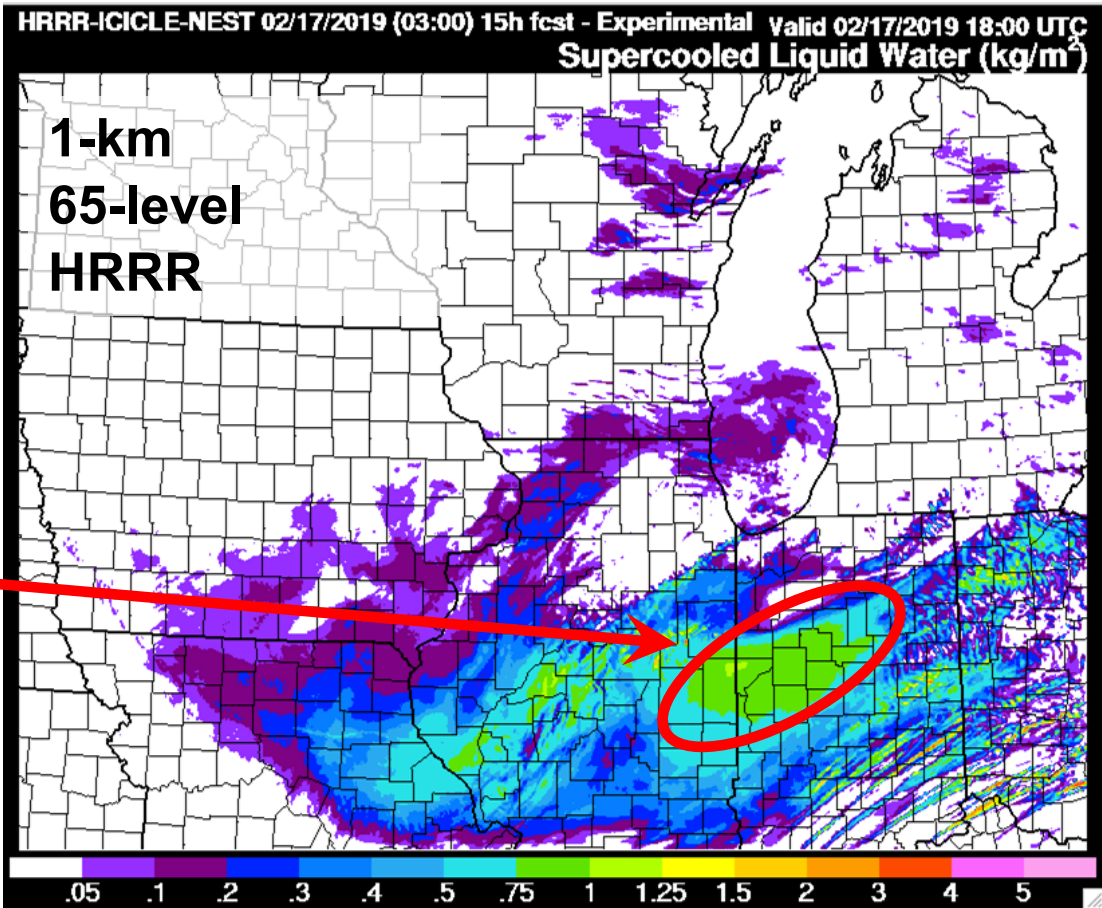 HRRR-ICICLE-NEST 02/17/2019 (03:00) 15h fcst - Experimental Valid 02/17/2019 18:00 UTC
Supercooled Liquid Water (kg/m²)
1-km
65-level
HRRR
.05 .1 .2 .3 .4 .5 .75 1 1.25 1.5 2 3 4 5